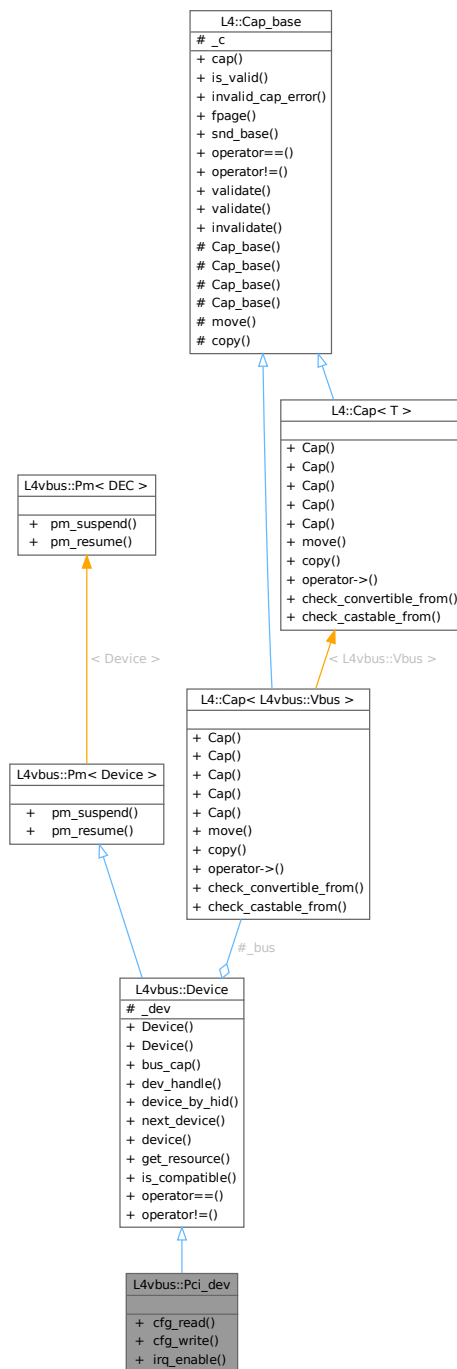 L4::Cap_base
# _c
+ cap()
+ is_valid()
+ invalid_cap_error()
+ fpage()
+ snd_base()
+ operator==()
+ operator!=()
+ validate()
+ validate()
+ invalidate()
# Cap_base()
# Cap_base()
# Cap_base()
# Cap_base()
# move()
# copy()
L4::Cap< T >
+ Cap()
+ Cap()
+ Cap()
+ Cap()
+ Cap()
+ move()
+ copy()
+ operator->()
+ check_convertible_from()
+ check_castable_from()
L4vbus::Pm< DEC >
+ pm_suspend()
+ pm_resume()
< Device >
< L4vbus::Vbus >
L4::Cap< L4vbus::Vbus >
+ Cap()
+ Cap()
+ Cap()
+ Cap()
+ Cap()
+ move()
+ copy()
+ operator->()
+ check_convertible_from()
+ check_castable_from()
L4vbus::Pm< Device >
+ pm_suspend()
+ pm_resume()
#_bus
L4vbus::Device
# _dev
+ Device()
+ Device()
+ bus_cap()
+ dev_handle()
+ device_by_hid()
+ next_device()
+ device()
+ get_resource()
+ is_compatible()
+ operator==()
+ operator!=()
L4vbus::Pci_dev
+ cfg_read()
+ cfg_write()
+ irq_enable()